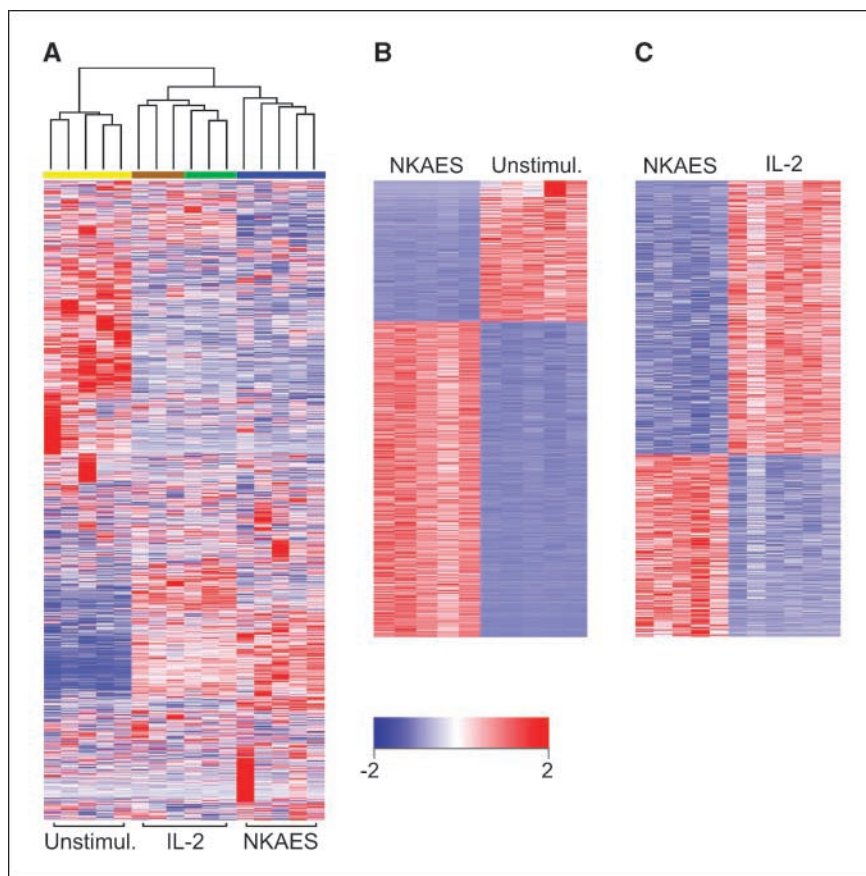 A
B
C
NKAES Unstimul.
NKAES IL-2
-2 2
Unstimul. IL-2 NKAES